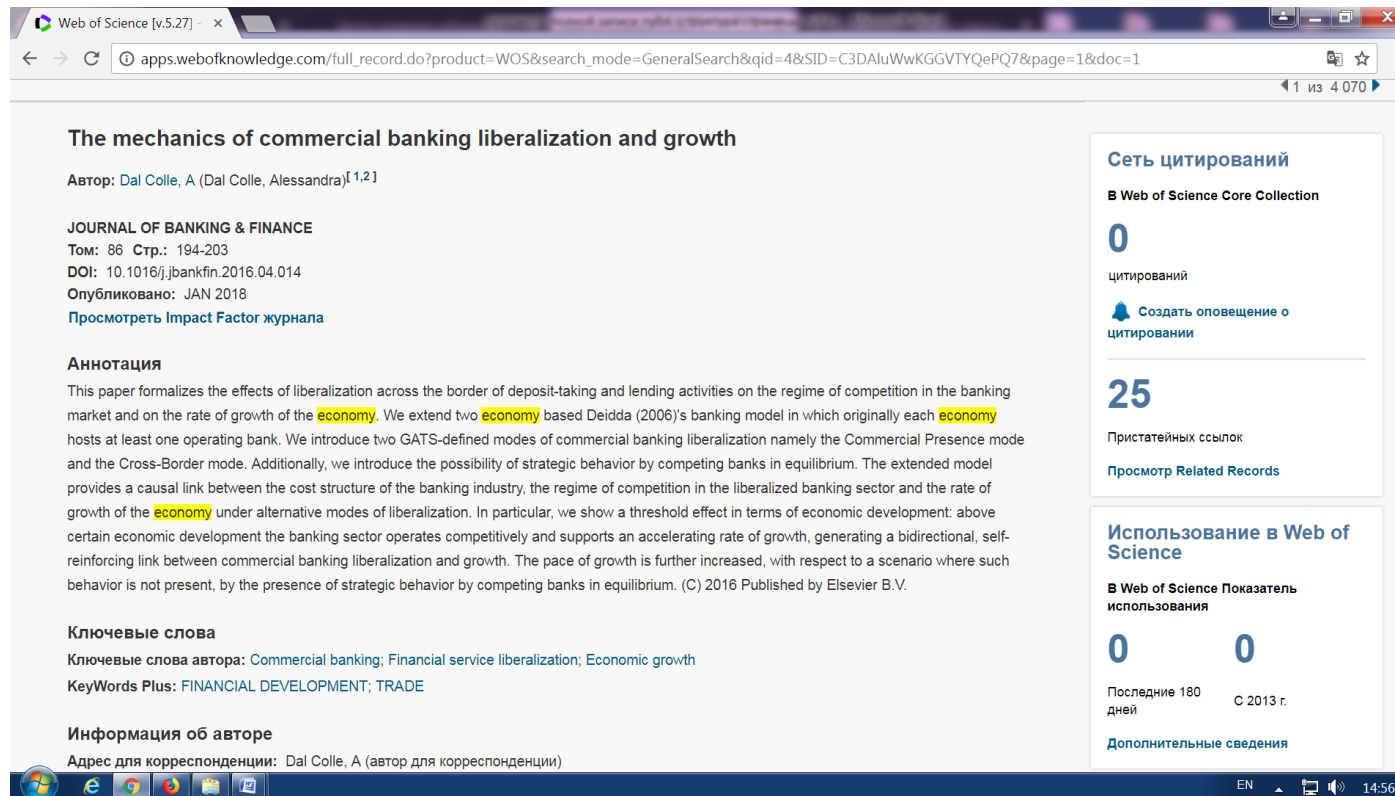 Web of Science [v.5.27] - ×
apps.webofknowledge.com/full_record.do?product=WOS&search_mode=GeneralSearch&qid=4&SID=C3DAluWwKGGVTYQePQ7&page=1&doc=1
1 из 4 070
The mechanics of commercial banking liberalization and growth
Автор: Dal Colle, A (Dal Colle, Alessandra)[ 1,2 ]
JOURNAL OF BANKING & FINANCE
Том: 86 Стр.: 194-203
DOI: 10.1016/j.jbankfin.2016.04.014
Опубликовано: JAN 2018
Просмотреть Impact Factor журнала
Аннотация
This paper formalizes the effects of liberalization across the border of deposit-taking and lending activities on the regime of competition in the banking
market and on the rate of growth of the economy. We extend two economy based Deidda (2006)'s banking model in which originally each economy
hosts at least one operating bank. We introduce two GATS-defined modes of commercial banking liberalization namely the Commercial Presence mode
and the Cross-Border mode. Additionally, we introduce the possibility of strategic behavior by competing banks in equilibrium. The extended model
provides a causal link between the cost structure of the banking industry, the regime of competition in the liberalized banking sector and the rate of
growth of the economy under alternative modes of liberalization. In particular, we show a threshold effect in terms of economic development: above
certain economic development the banking sector operates competitively and supports an accelerating rate of growth, generating a bidirectional, self-
reinforcing link between commercial banking liberalization and growth. The pace of growth is further increased, with respect to a scenario where such
behavior is not present, by the presence of strategic behavior by competing banks in equilibrium. (C) 2016 Published by Elsevier B.V.
Ключевые слова
Ключевые слова автора: Commercial banking; Financial service liberalization; Economic growth
KeyWords Plus: FINANCIAL DEVELOPMENT; TRADE
Информация об авторе
Адрес для корреспонденции: Dal Colle, A (автор для корреспонденции)
Сеть цитирований
В Web of Science Core Collection
0
цитирований
Создать оповещение о
цитировании
25
Пристатейных ссылок
Просмотр Related Records
Использование в Web of
Science
В Web of Science Показатель
использования
0 0
Последние 180
дней
С 2013 г.
Дополнительные сведения
EN 14:56